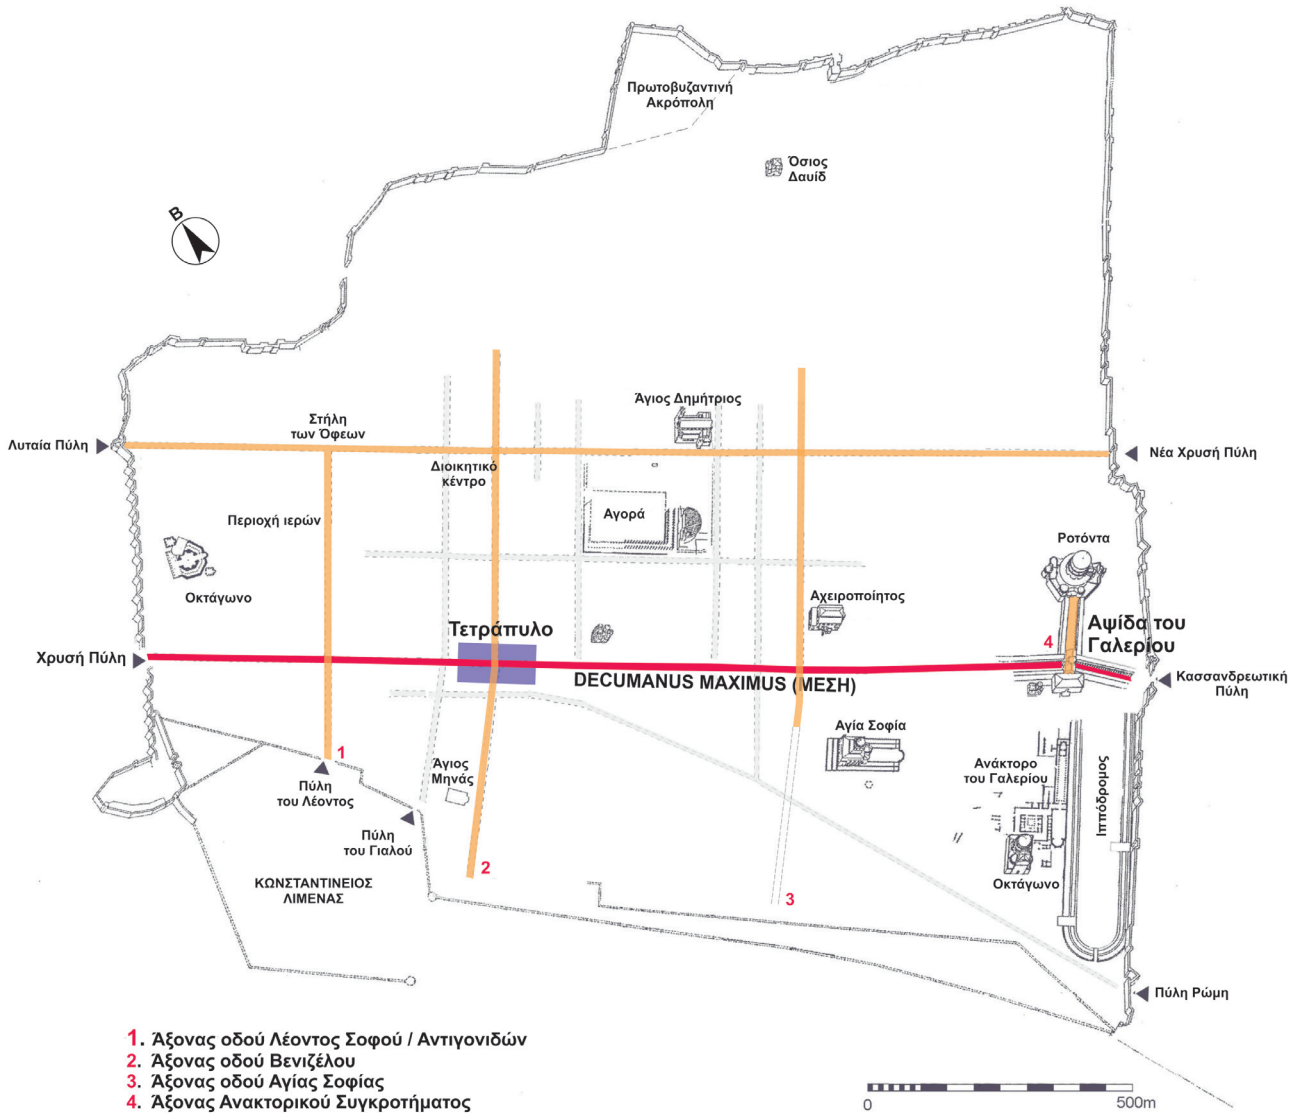 Πρωτοβυζαντινή
Ακρόπολη
Όσιος
Δαυίδ
Β
Άγιος Δημήτριος
Στήλη
των Όφεων
Λυταία Πύλη
Νέα Χρυσή Πύλη
Διοικητικό
κέντρο
Περιοχή ιερών
Αγορά
Ροτόντα
Οκτάγωνο
Αχειροποίητος
Τετράπυλο
Αψίδα του
Γαλερίου
4
Χρυσή Πύλη
DECUMANUS MAXIMUS (ΜΕΣΗ)
Κασσανδρεωτική
Πύλη
Αγία Σοφία
1
Άγιος
Μηνάς
Ανάκτορο
του Γαλερίου
Πύλη
του Λέοντος
Ιππόδρομος
Πύλη
του Γιαλού
2
ΚΩΝΣΤΑΝΤΙΝΕΙΟΣ
ΛΙΜΕΝΑΣ
3
Οκτάγωνο
Πύλη Ρώμη
1. Άξονας οδού Λέοντος Σοφού / Αντιγονιδών
2. Άξονας οδού Βενιζέλου
3. Άξονας οδού Αγίας Σοφίας
4. Άξονας Ανακτορικού Συγκροτήματος
0 500m